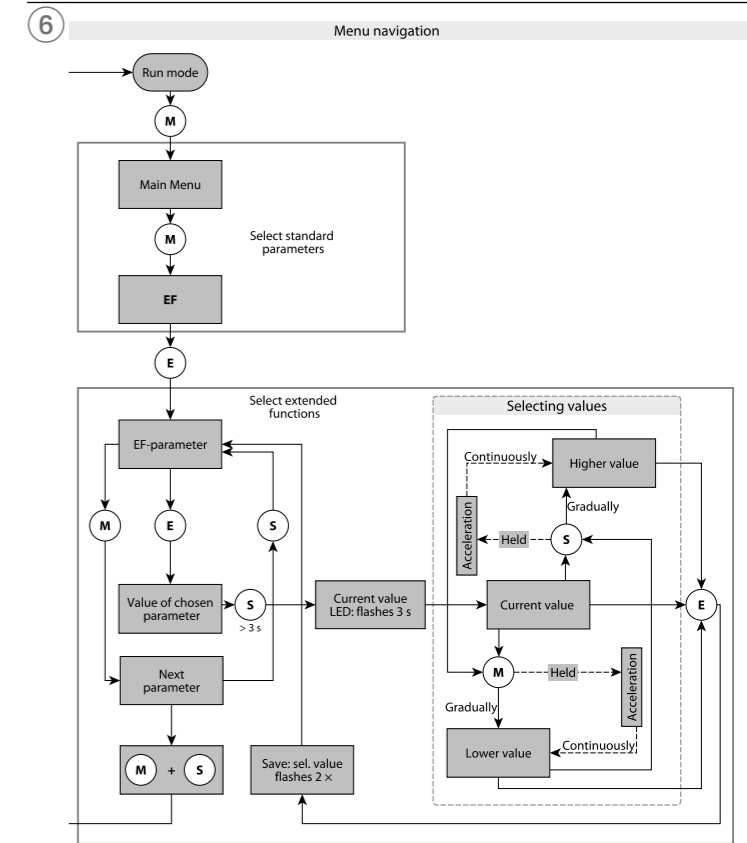 6
Menu navigation
Run mode
M
Main Menu
M
Select standard
parameters
EF
E
Select extended
functions
EF-parameter
M
E
S
Value of chosen
parameter
S
> 3 s
Next
parameter
M + S
Current value
LED: flashes 3 s
Save: sel. value
flashes 2 ×
Selecting values
Continuously
Higher value
Gradually
Acceleration
Held
S
Current value
E
M
Held
Acceleration
Gradually
Lower value
Continuously